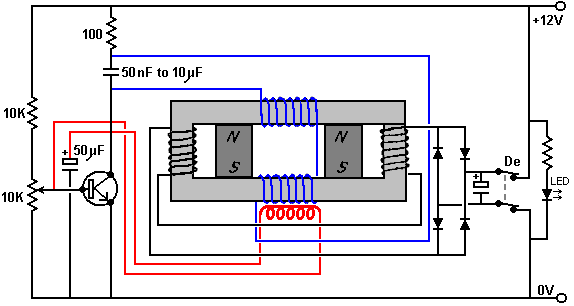 +12V
100
50nF to 10µF
10K
50µF
+
N
N
S
S
10K
De
+
LED
0V